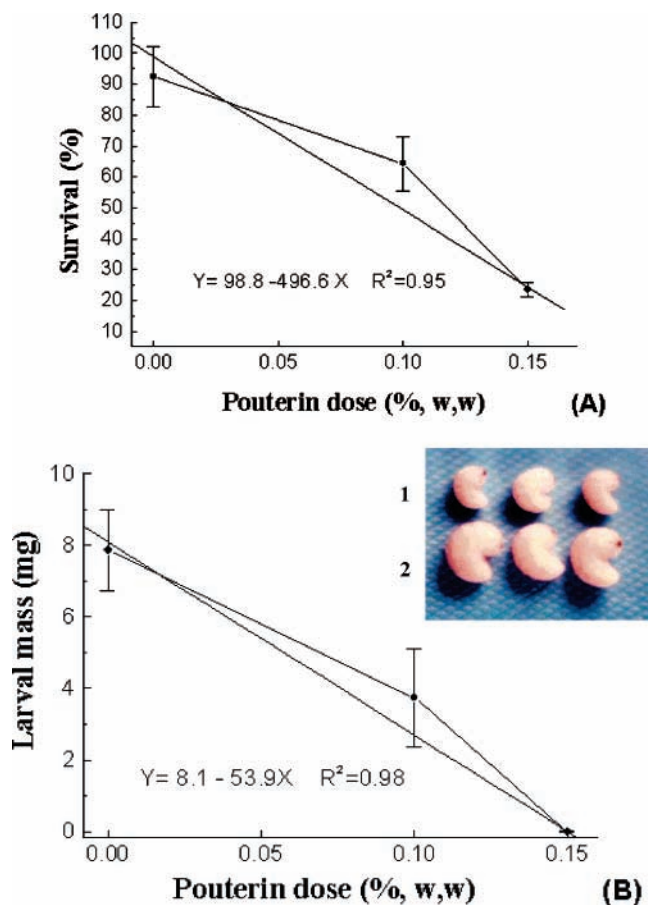 110
100
90
80
70
60
50
40
30
20
10
Survival (%)
Y= 98.8 -496.6 X R²=0.95
0.00 0.05 0.10 0.15
Pouterin dose (%, w,w) (A)
10
8
6
4
2
0
Larval mass (mg)
1
2
Y= 8.1 - 53.9X R²=0.98
0.00 0.05 0.10 0.15
Pouterin dose (%, w,w) (B)